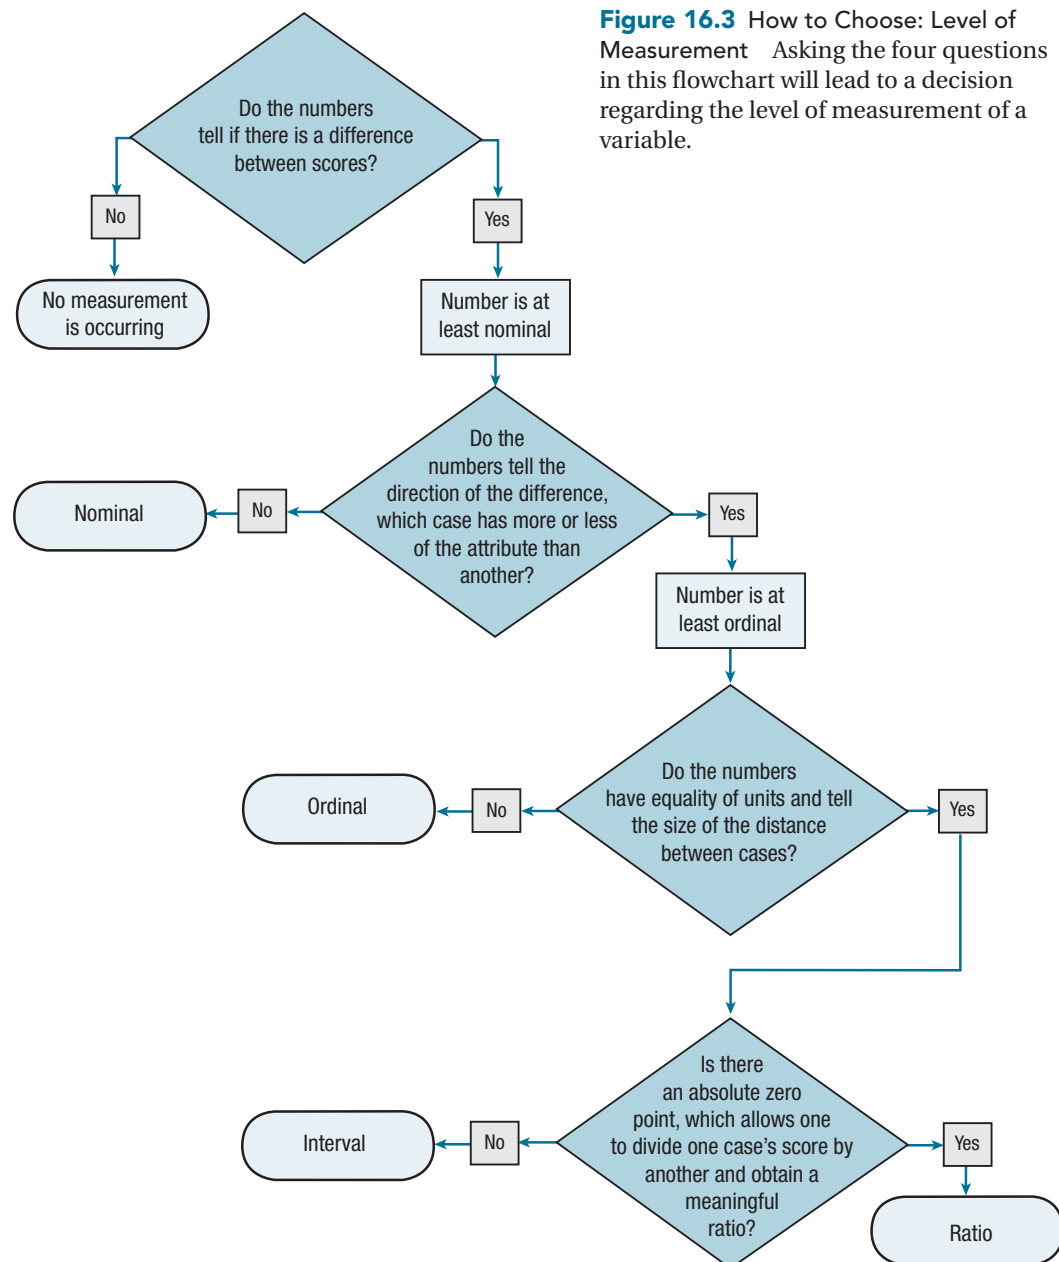 Figure 16.3 How to Choose: Level of
Measurement Asking the four questions
in this flowchart will lead to a decision
regarding the level of measurement of a
variable.
Do the numbers
tell if there is a difference
between scores?
No
Yes
No measurement
is occurring
Number is at
least nominal
Do the
numbers tell the
direction of the difference,
which case has more or less
of the attribute than
another?
No
Nominal
Yes
Number is at
least ordinal
Do the numbers
have equality of units and tell
the size of the distance
between cases?
No
Ordinal
Yes
Is there
an absolute zero
point, which allows one
to divide one case’s score by
another and obtain a
meaningful
ratio?
No
Interval
Yes
Ratio